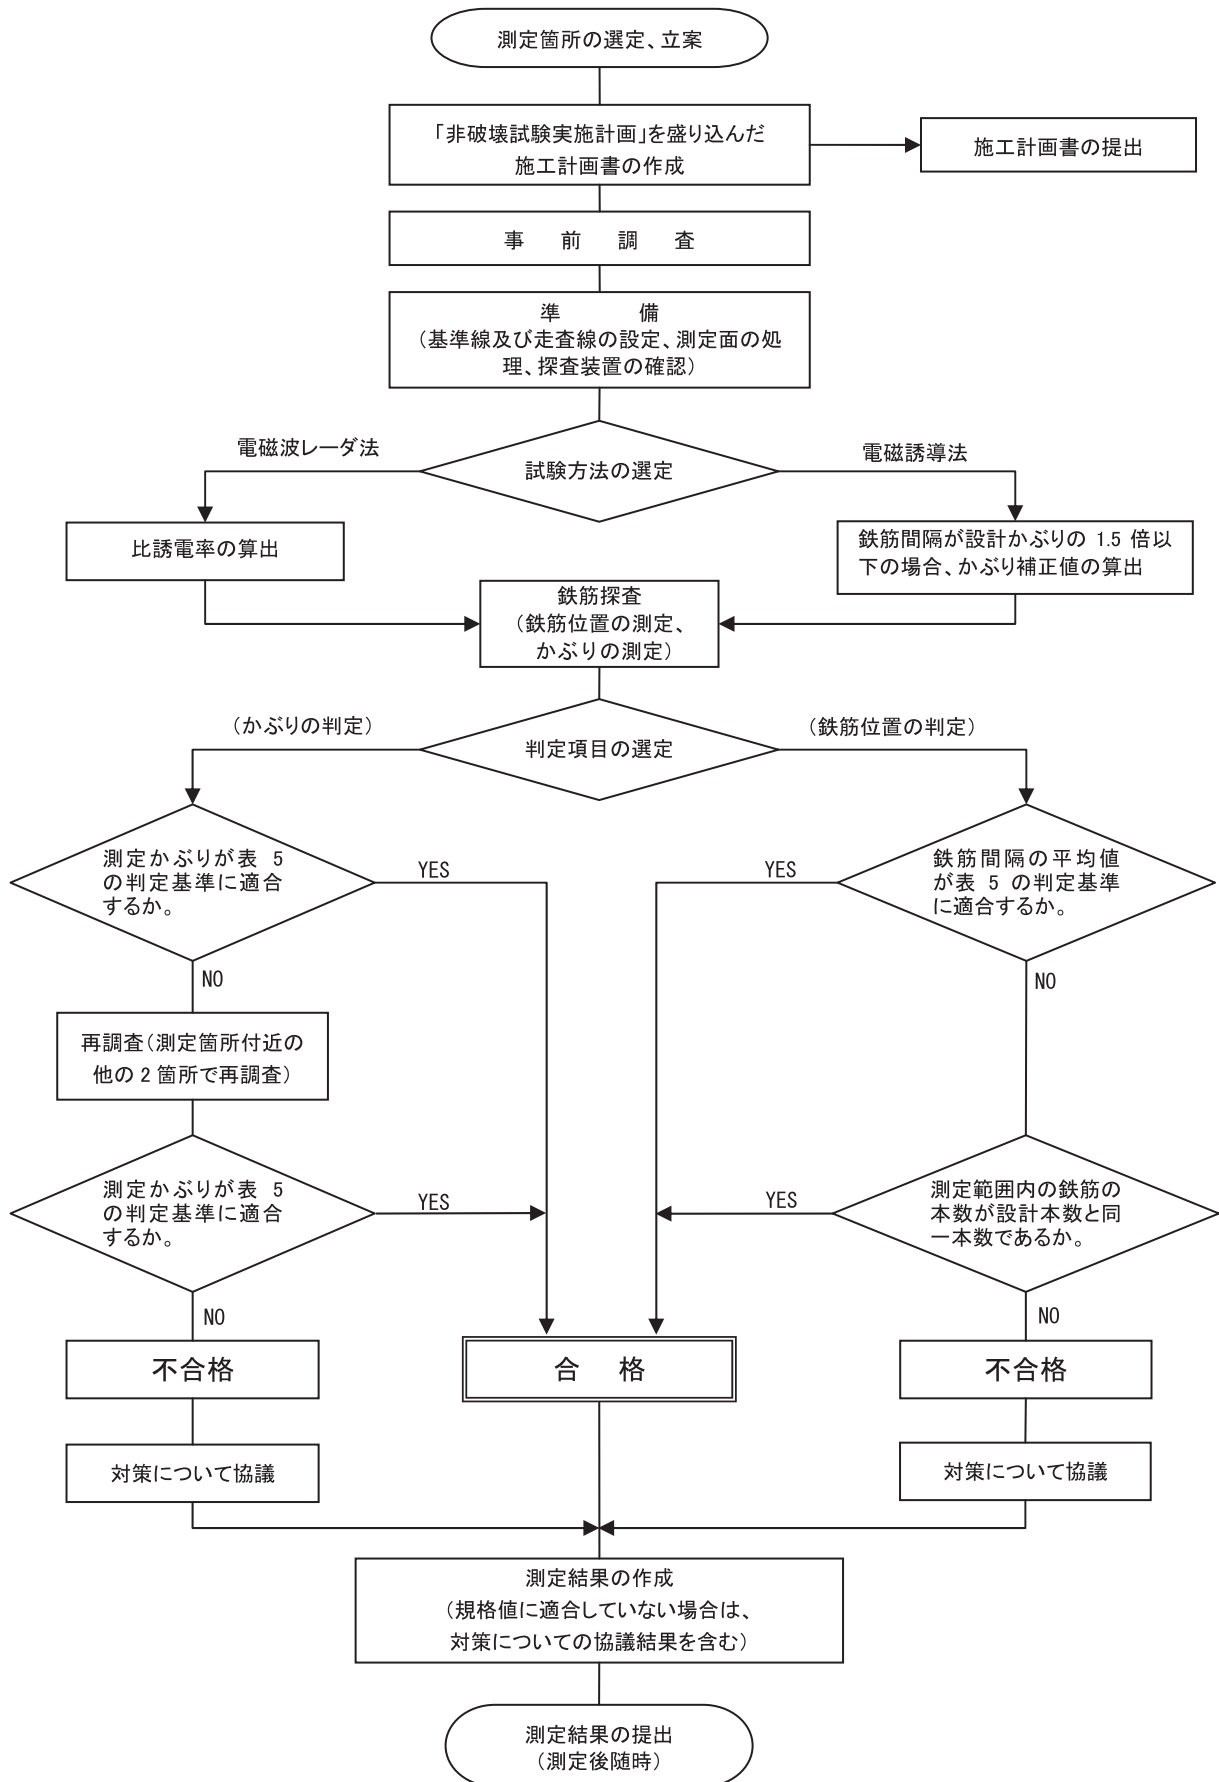 測定箇所の選定、立案
「非破壊試験実施計画」を盛り込んだ
施工計画書の作成
施工計画書の提出
事　前　調　査
準　　備
（基準線及び走査線の設定、測定面の処
理、探査装置の確認）
電磁波レーダ法
試験方法の選定
電磁誘導法
比誘電率の算出
鉄筋間隔が設計かぶりの 1.5 倍以
下の場合、かぶり補正値の算出
鉄筋探査
（鉄筋位置の測定、
かぶりの測定）
（かぶりの判定）
判定項目の選定
（鉄筋位置の判定）
測定かぶりが表 5
の判定基準に適合
するか。
YES
YES
鉄筋間隔の平均値
が表 5 の判定基準
に適合するか。
NO
NO
再調査（測定箇所付近の
他の 2 箇所で再調査）
測定かぶりが表 5
の判定基準に適合
するか。
YES
YES
測定範囲内の鉄筋の
本数が設計本数と同
一本数であるか。
NO
NO
不合格
合　格
不合格
対策について協議
対策について協議
測定結果の作成
（規格値に適合していない場合は、
対策についての協議結果を含む）
測定結果の提出
（測定後随時）